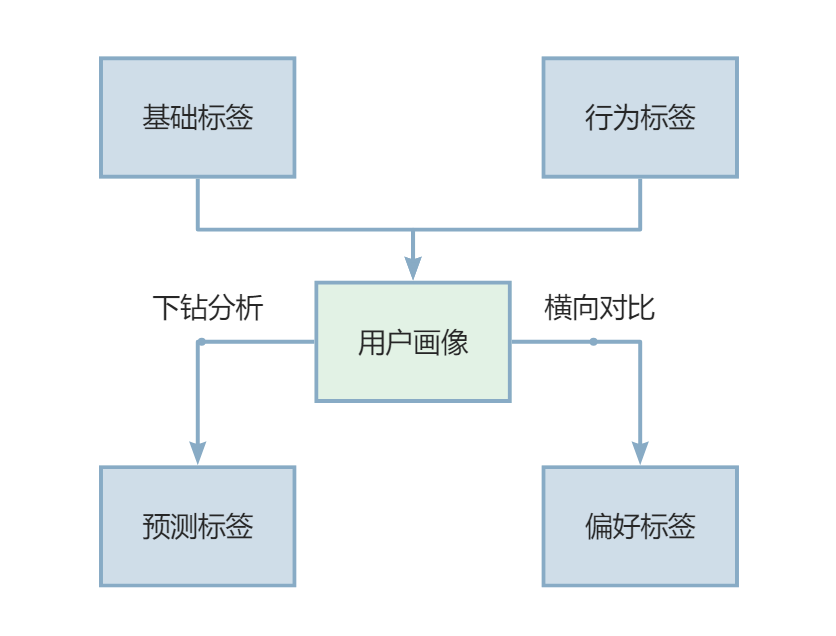 基础标签
行为标签
下钻分析
横向对比
用户画像
预测标签
偏好标签